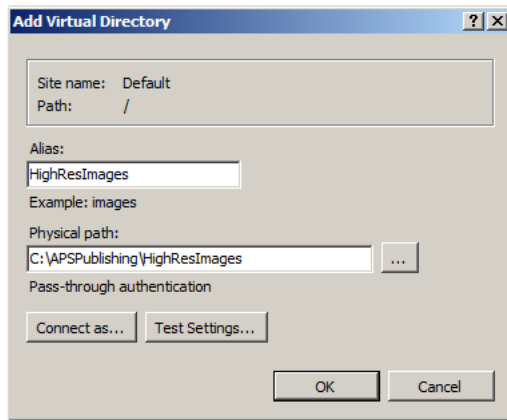 Add Virtual Directory
Site name: Default
Path: /
Alias:
HighResImages
Example: images
Physical path:
C:\APSPublishing\HighResImages
...
Pass-through authentication
Connect as... Test Settings...
OK Cancel